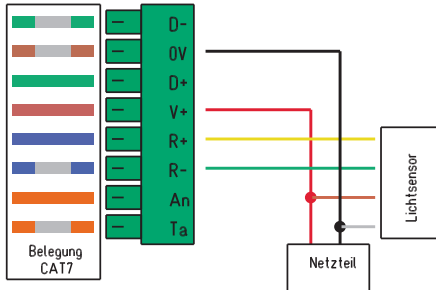 D-
0V
D+
V+
R+
R-
An
Ta
Belegung
CAT7
Netzteil
Lichtsensor